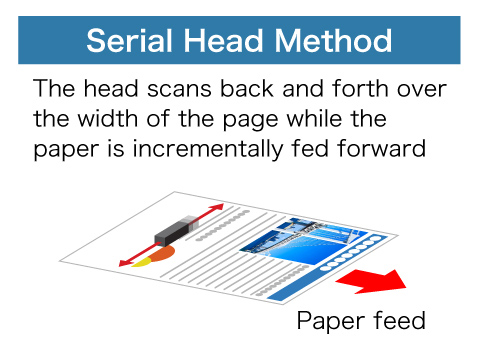 Serial Head Method
The head scans back and forth over
the width of the page while the
paper is incrementally fed forward
Paper feed